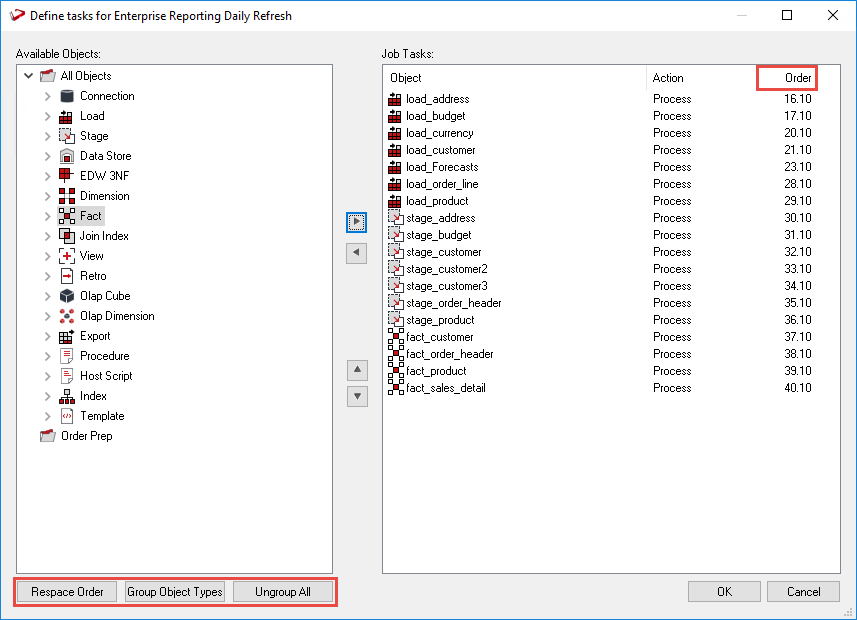 Define tasks for Enterprise Reporting Daily Refresh
Available Objects:
All Objects
Connection
Load
Stage
Data Store
EDW 3NF
Dimension
Fact
Join Index
View
Retro
Olap Cube
Olap Dimension
Export
Procedure
Host Script
Index
Template
Order Prep
Respace Order Group Object Types Ungroup All
Job Tasks:
Object Action Order
load_address Process 16.10
load_budget Process 17.10
load_currency Process 20.10
load_customer Process 21.10
load_Forecasts Process 23.10
load_order_line Process 28.10
load_product Process 29.10
stage_address Process 30.10
stage_budget Process 31.10
stage_customer Process 32.10
stage_customer2 Process 33.10
stage_customer3 Process 34.10
stage_order_header Process 35.10
stage_product Process 36.10
fact_customer Process 37.10
fact_order_header Process 38.10
fact_product Process 39.10
fact_sales_detail Process 40.10
OK Cancel